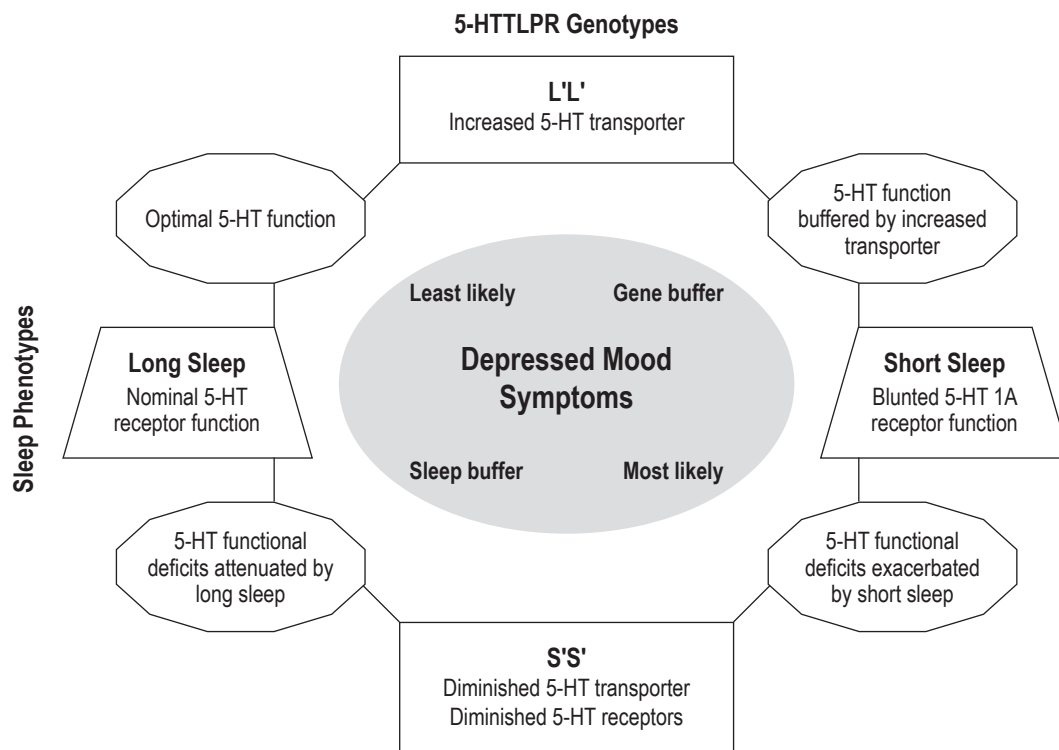 5-HTTLPR Genotypes
L'L'
Increased 5-HT transporter
Optimal 5-HT function
5-HT function
buffered by increased
transporter
Least likely
Gene buffer
Sleep Phenotypes
Long Sleep
Nominal 5-HT
receptor function
Depressed Mood
Symptoms
Short Sleep
Blunted 5-HT 1A
receptor function
Sleep buffer
Most likely
5-HT functional
deficits attenuated by
long sleep
5-HT functional
deficits exacerbated
by short sleep
S'S'
Diminished 5-HT transporter
Diminished 5-HT receptors